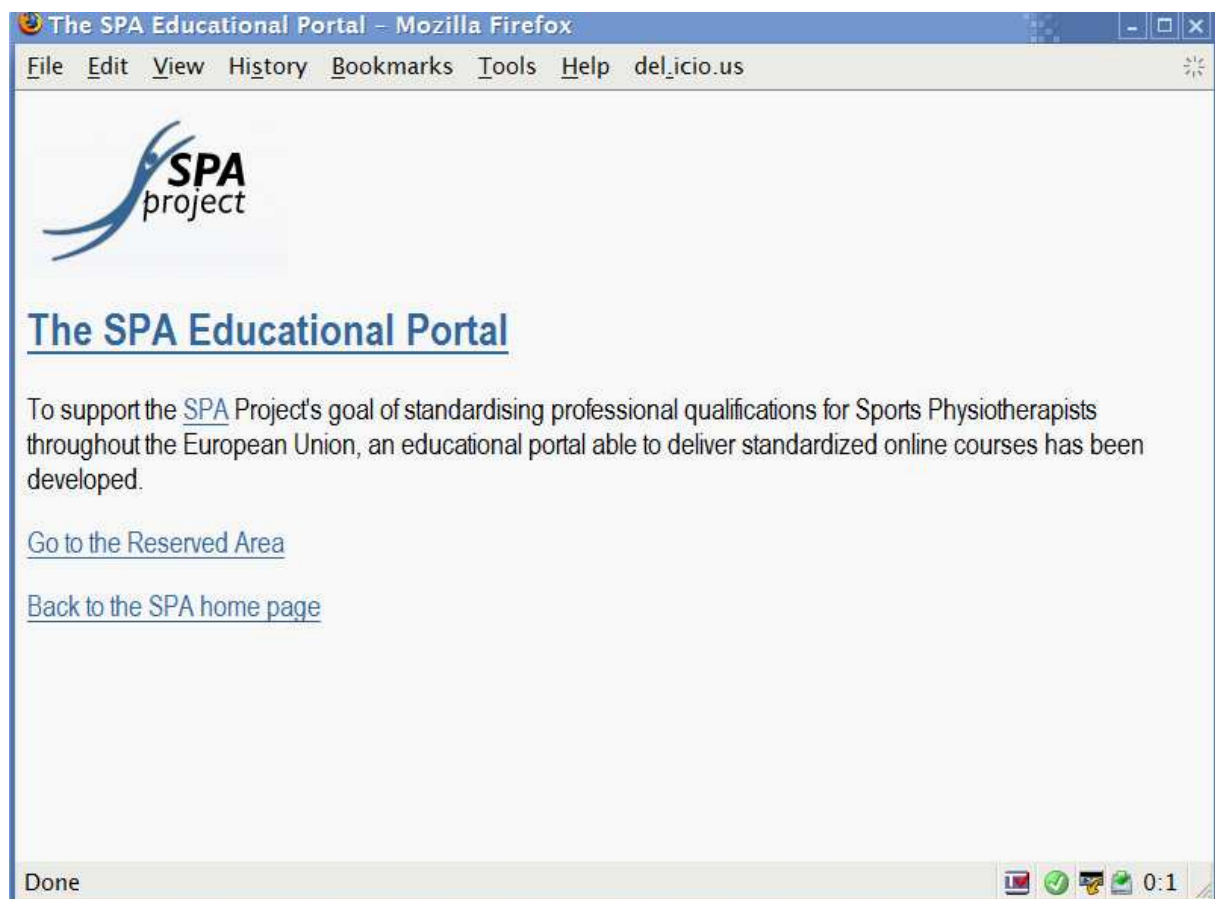 The SPA Educational Portal - Mozilla Firefox
File Edit View History Bookmarks Tools Help del.icio.us
SPA
project
The SPA Educational Portal
To support the SPA Project's goal of standardising professional qualifications for Sports Physiotherapists
throughout the European Union, an educational portal able to deliver standardized online courses has been
developed.
Go to the Reserved Area
Back to the SPA home page
Done 0:1